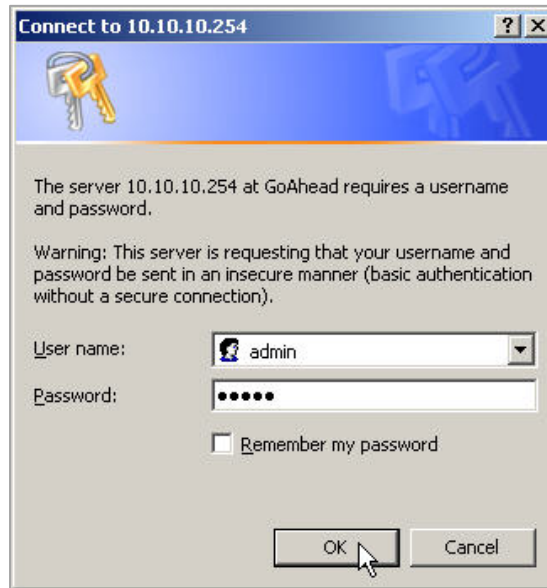 Connect to 10.10.10.254
The server 10.10.10.254 at GoAhead requires a username
and password.
Warning: This server is requesting that your username and
password be sent in an insecure manner (basic authentication
without a secure connection).
User name:
admin
Password:
•••••
Remember my password
OK
Cancel